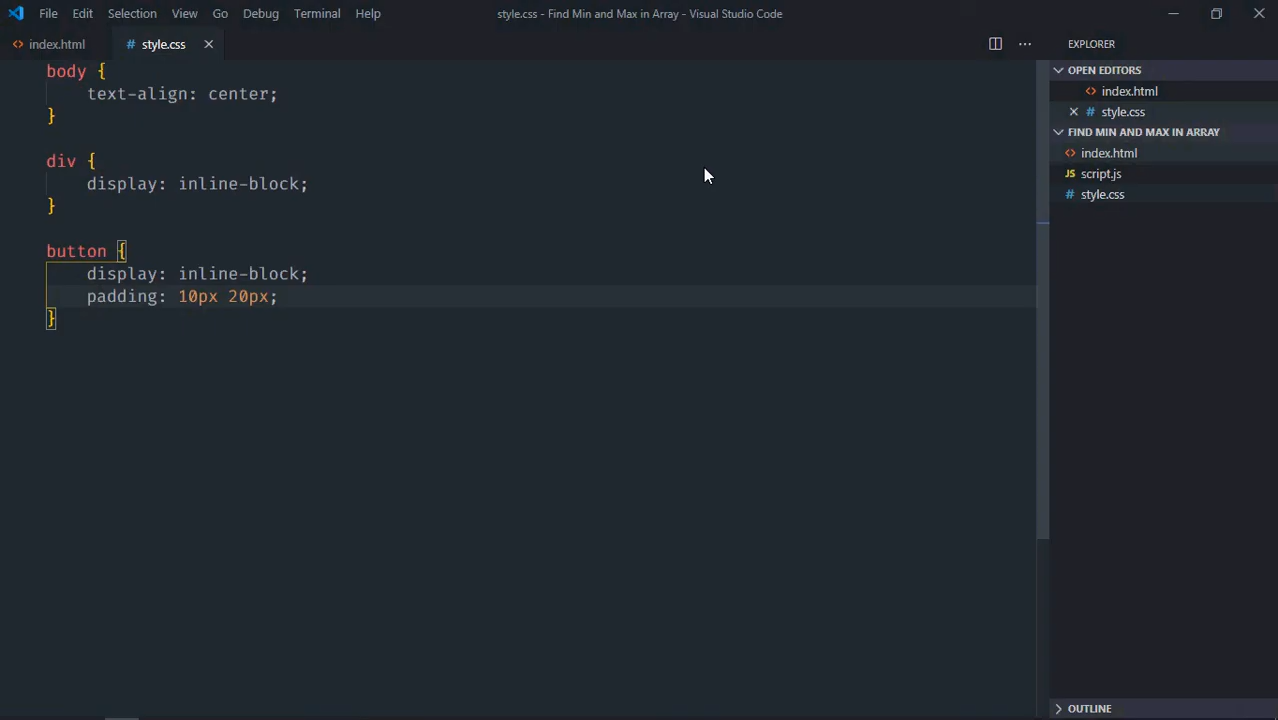 File Edit Selection View Go Debug Terminal Help
style.css - Find Min and Max in Array - Visual Studio Code
index.html
style.css
body {
text-align: center;
}
div {
display: inline-block;
}
button {
display: inline-block;
padding: 10px 20px;
}
EXPLORER
OPEN EDITORS
index.html
style.css
FIND MIN AND MAX IN ARRAY
index.html
JS script.js
# style.css
OUTLINE